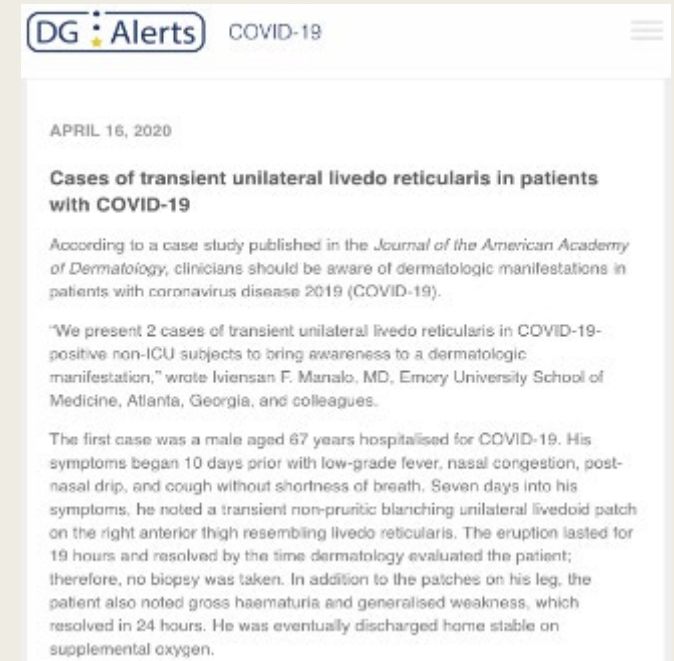 DG Alerts COVID-19
APRIL 16, 2020
Cases of transient unilateral livedo reticularis in patients
with COVID-19
According to a case study published in the Journal of the American Academy
of Dermatology, clinicians should be aware of dermatologic manifestations in
patients with coronavirus disease 2019 (COVID-19).
“We present 2 cases of transient unilateral livedo reticularis in COVID-19-
positive non-ICU subjects to bring awareness to a dermatologic
manifestation,” wrote Iviensan F. Manalo, MD, Emory University School of
Medicine, Atlanta, Georgia, and colleagues.
The first case was a male aged 67 years hospitalised for COVID-19. His
symptoms began 10 days prior with low-grade fever, nasal congestion, post-
nasal drip, and cough without shortness of breath. Seven days into his
symptoms, he noted a transient non-pruritic blanching unilateral livedoid patch
on the right anterior thigh resembling livedo reticularis. The eruption lasted for
19 hours and resolved by the time dermatology evaluated the patient;
therefore, no biopsy was taken. In addition to the patches on his leg, the
patient also noted gross haematuria and generalised weakness, which
resolved in 24 hours. He was eventually discharged home stable on
supplemental oxygen.